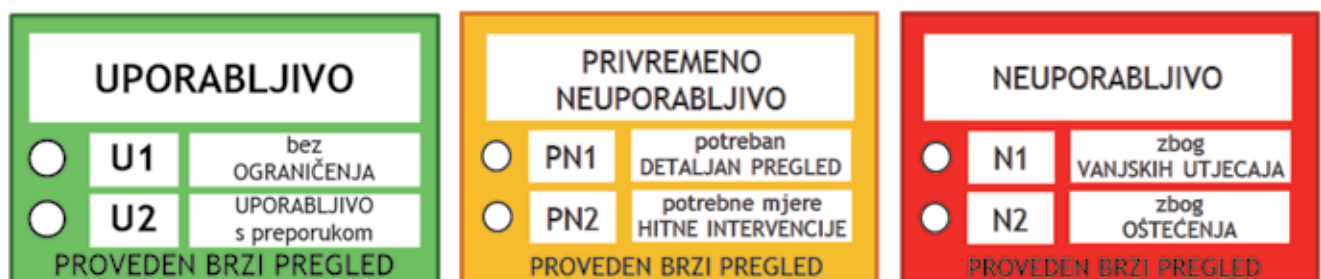 UPORABLJIVO
U1
bez
OGRANIČENJA
U2
UPORABLJIVO
s preporukom
PROVEDEN BRZI PREGLED
PRIVREMENO
NEUPORABLJIVO
PN1
potreban
DETALJAN PREGLED
PN2
potrebne mjere
HITNE INTERVENCIJE
PROVEDEN BRZI PREGLED
NEUPORABLJIVO
N1
zbog
VANJSKIH UTJECAJA
N2
zbog
OŠTEĆENJA
PROVEDEN BRZI PREGLED